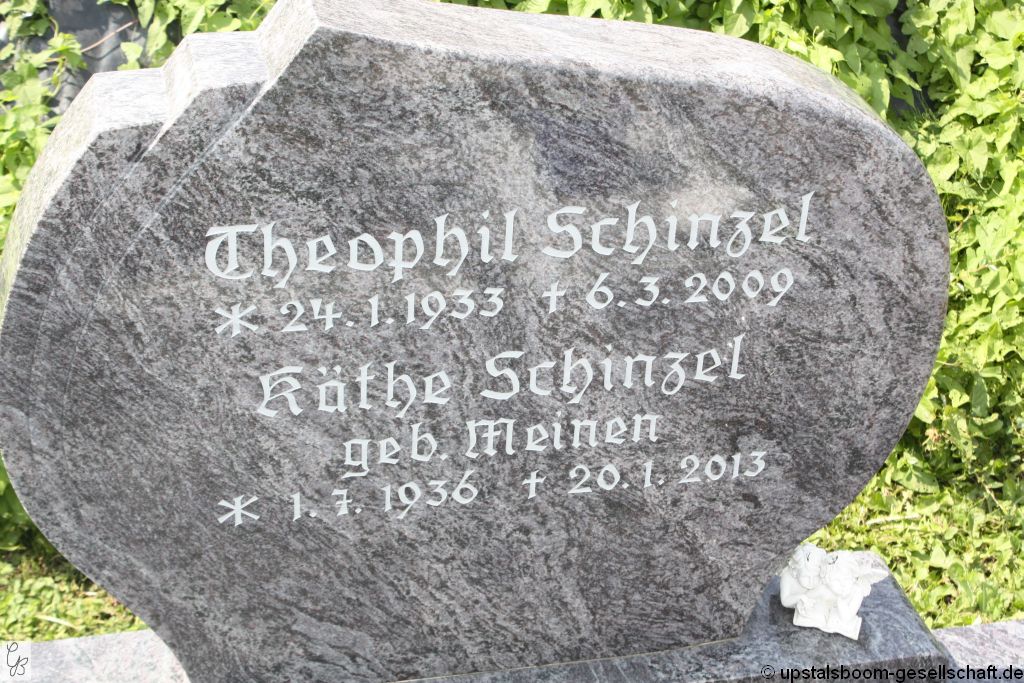 Theophil Schinzel
* 24.1.1933 † 6.3.2009
Käthe Schinzel
geb. Meinen
* 1.7.1936 † 20.1.2013
GB
© upstalsboom-gesellschaft.de